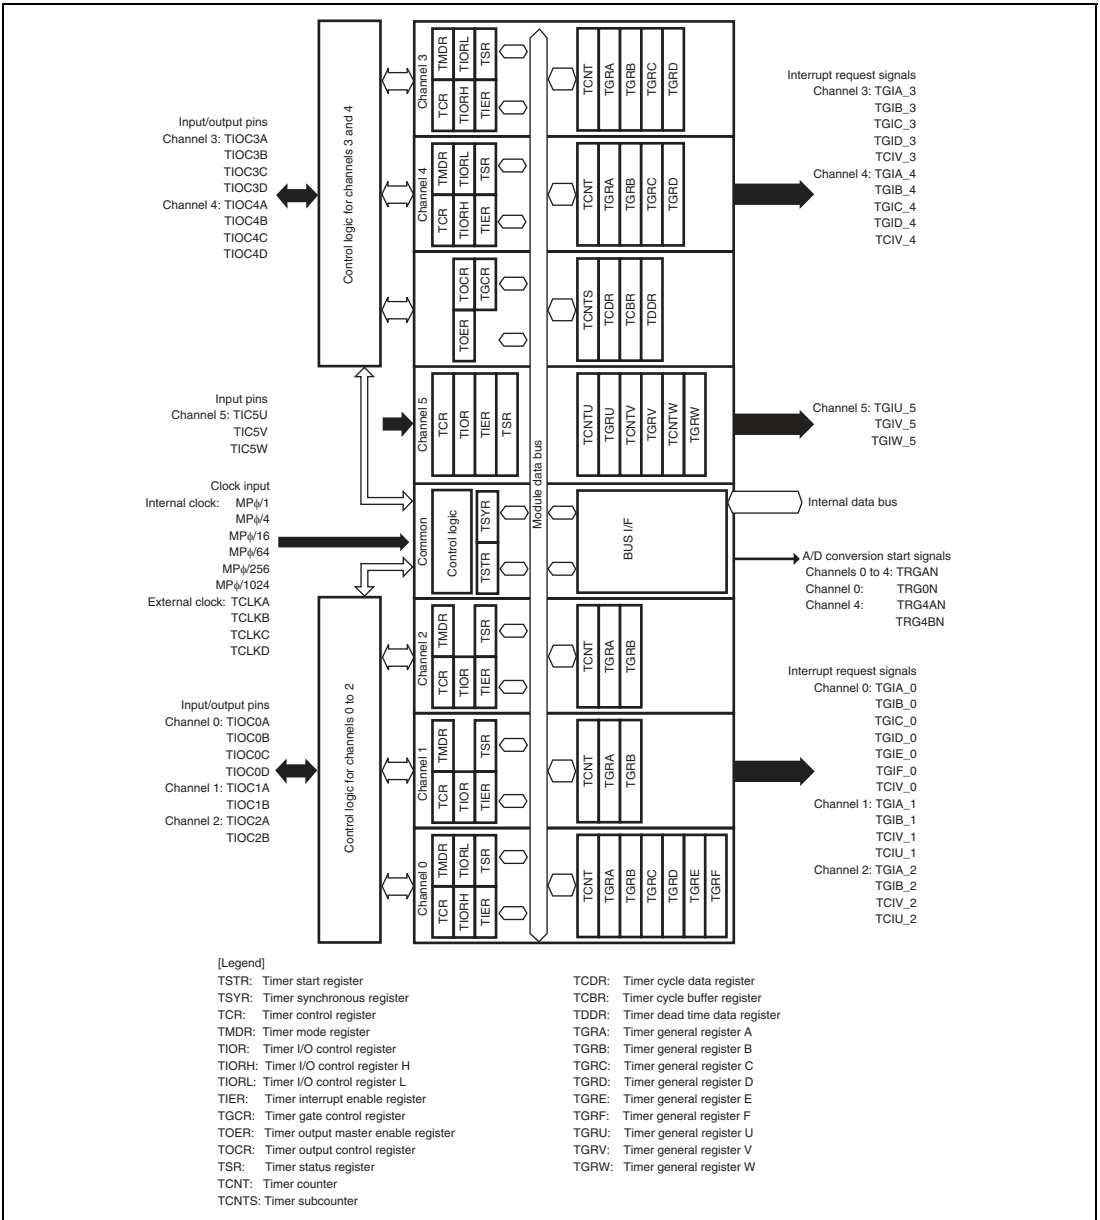 Input/output pins
Channel 3: TIOC3A
TIOC3B
TIOC3C
TIOC3D
Channel 4: TIOC4A
TIOC4B
TIOC4C
TIOC4D
Input pins
Channel 5: TIC5U
TIC5V
TIC5W
Clock input
Internal clock: MPϕ/1
MPϕ/4
MPϕ/16
MPϕ/64
MPϕ/256
MPϕ/1024
External clock: TCLKA
TCLKB
TCLKC
TCLKD
Input/output pins
Channel 0: TIOC0A
TIOC0B
TIOC0C
TIOC0D
Channel 1: TIOC1A
TIOC1B
Channel 2: TIOC2A
TIOC2B
Control logic for channels 3 and 4
Control logic for channels 0 to 2
Channel 3
TCR
TMDR
TIORH
TIORL
TIER
TSR
TCNT
TGRA
TGRB
TGRC
TGRD
Channel 4
TCR
TMDR
TIORH
TIORL
TIER
TSR
TCNT
TGRA
TGRB
TGRC
TGRD
TOER
TOCR
TGCR
TCNTS
TCDR
TCBR
TDDR
Channel 5
TCR
TIOR
TIER
TSR
TCNTU
TGRU
TCNTV
TGRV
TCNTW
TGRW
Module data bus
Common
Control logic
TSTR
TSYR
BUS I/F
Channel 2
TCR
TMDR
TIOR
TIER
TSR
TCNT
TGRA
TGRB
Channel 1
TCR
TMDR
TIOR
TIER
TSR
TCNT
TGRA
TGRB
Channel 0
TCR
TMDR
TIORH
TIORL
TIER
TSR
TCNT
TGRA
TGRB
TGRC
TGRD
TGRE
TGRF
Interrupt request signals
Channel 3: TGIA_3
TGIB_3
TGIC_3
TGID_3
TCIV_3
Channel 4: TGIA_4
TGIB_4
TGIC_4
TGID_4
TCIV_4
Channel 5: TGIU_5
TGIV_5
TGIW_5
Internal data bus
A/D conversion start signals
Channels 0 to 4: TRGAN
Channel 0: TRG0N
Channel 4: TRG4AN
TRG4BN
Interrupt request signals
Channel 0: TGIA_0
TGIB_0
TGIC_0
TGID_0
TGIE_0
TGIF_0
TCIV_0
Channel 1: TGIA_1
TGIB_1
TCIV_1
TCIU_1
Channel 2: TGIA_2
TGIB_2
TCIV_2
TCIU_2
[Legend]
TSTR: Timer start register
TSYR: Timer synchronous register
TCR: Timer control register
TMDR: Timer mode register
TIOR: Timer I/O control register
TIORH: Timer I/O control register H
TIORL: Timer I/O control register L
TIER: Timer interrupt enable register
TGCR: Timer gate control register
TOER: Timer output master enable register
TOCR: Timer output control register
TSR: Timer status register
TCNT: Timer counter
TCNTS: Timer subcounter
TCDR: Timer cycle data register
TCBR: Timer cycle buffer register
TDDR: Timer dead time data register
TGRA: Timer general register A
TGRB: Timer general register B
TGRC: Timer general register C
TGRD: Timer general register D
TGRE: Timer general register E
TGRF: Timer general register F
TGRU: Timer general register U
TGRV: Timer general register V
TGRW: Timer general register W